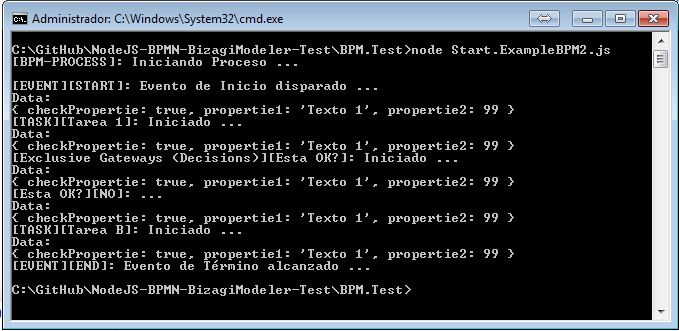 Administrador: C:\Windows\System32\cmd.exe
C:\GitHub\NodeJS-BPMN-BizagiModeler-Test\BPM.Test>node Start.ExampleBPM2.js
[BPM-PROCESS]: Iniciando Proceso ...
[EVENT][START]: Evento de Inicio disparado ...
Data:
{ checkPropertie: true, propertie1: 'Texto 1', propertie2: 99 }
[TASK][Tarea 1]: Iniciado ...
Data:
{ checkPropertie: true, propertie1: 'Texto 1', propertie2: 99 }
[Exclusive Gateways (Decisions)][Esta OK?]: Iniciado ...
Data:
{ checkPropertie: true, propertie1: 'Texto 1', propertie2: 99 }
[Esta OK?][NO]: ...
Data:
{ checkPropertie: true, propertie1: 'Texto 1', propertie2: 99 }
[TASK][Tarea B]: Iniciado ...
Data:
{ checkPropertie: true, propertie1: 'Texto 1', propertie2: 99 }
[EVENT][END]: Evento de Término alcanzado ...
C:\GitHub\NodeJS-BPMN-BizagiModeler-Test\BPM.Test>